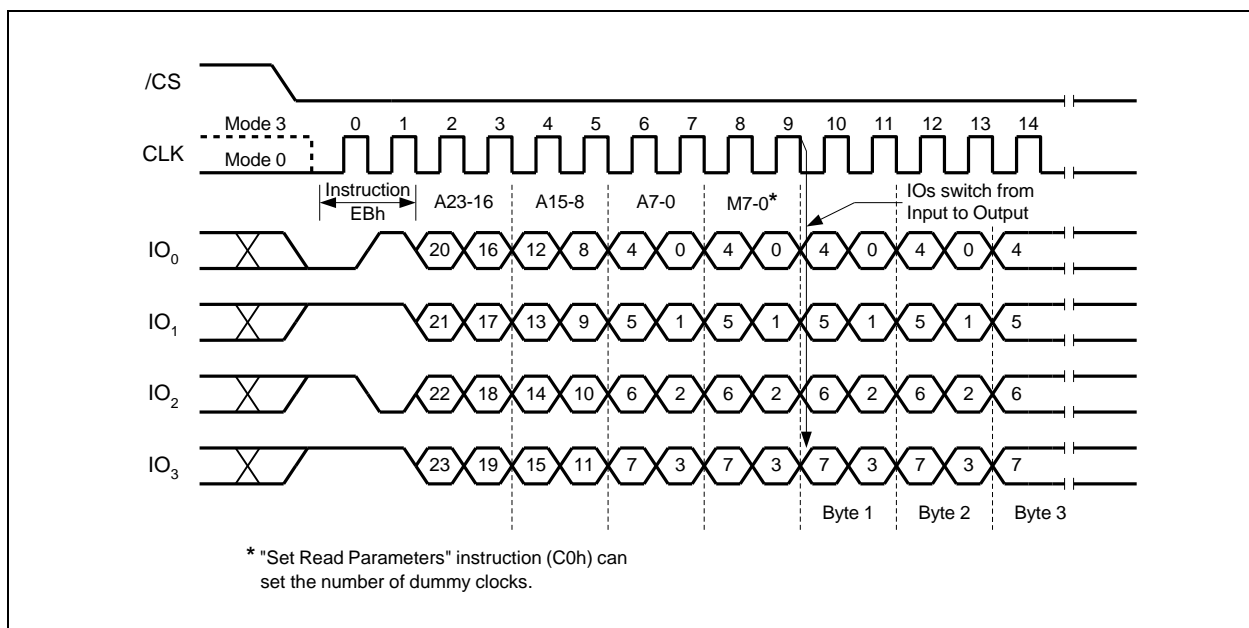 /CS
Mode 3 0 1 2 3 4 5 6 7 8 9 10 11 12 13 14
CLK
Mode 0
Instruction
EBh
A23-16 A15-8 A7-0 M7-0*
IOs switch from
Input to Output
IO0 20 16 12 8 4 0 4 0 4 0 4 0 4
IO1 21 17 13 9 5 1 5 1 5 1 5 1 5
IO2 22 18 14 10 6 2 6 2 6 2 6 2 6
IO3 23 19 15 11 7 3 7 3 7 3 7 3 7
Byte 1 Byte 2 Byte 3
* "Set Read Parameters" instruction (C0h) can
set the number of dummy clocks.